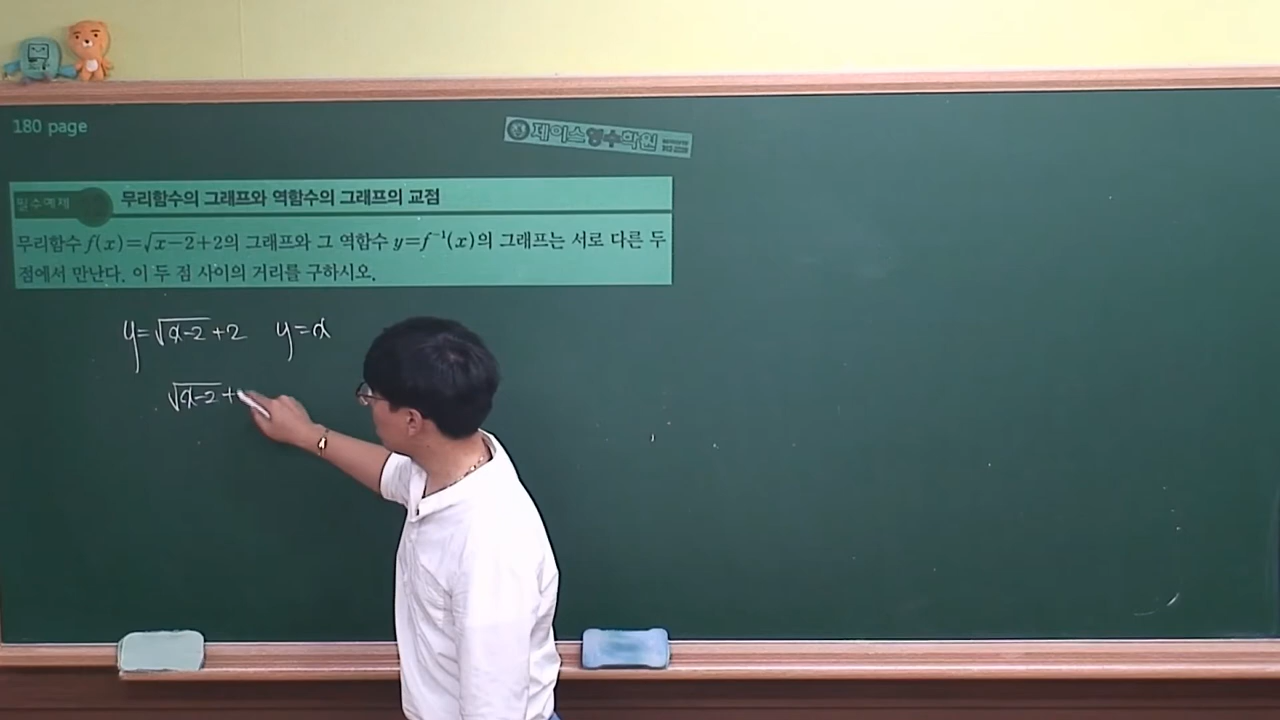 180 page
제이스영수학원
필수예제
무리함수의 그래프와 역함수의 그래프의 교점
무리함수 f(x)=√x−2+2의 그래프와 그 역함수 y=f⁻¹(x)의 그래프는 서로 다른 두
점에서 만난다. 이 두 점 사이의 거리를 구하시오.
y=√x-2+2 y=x
√x-2+